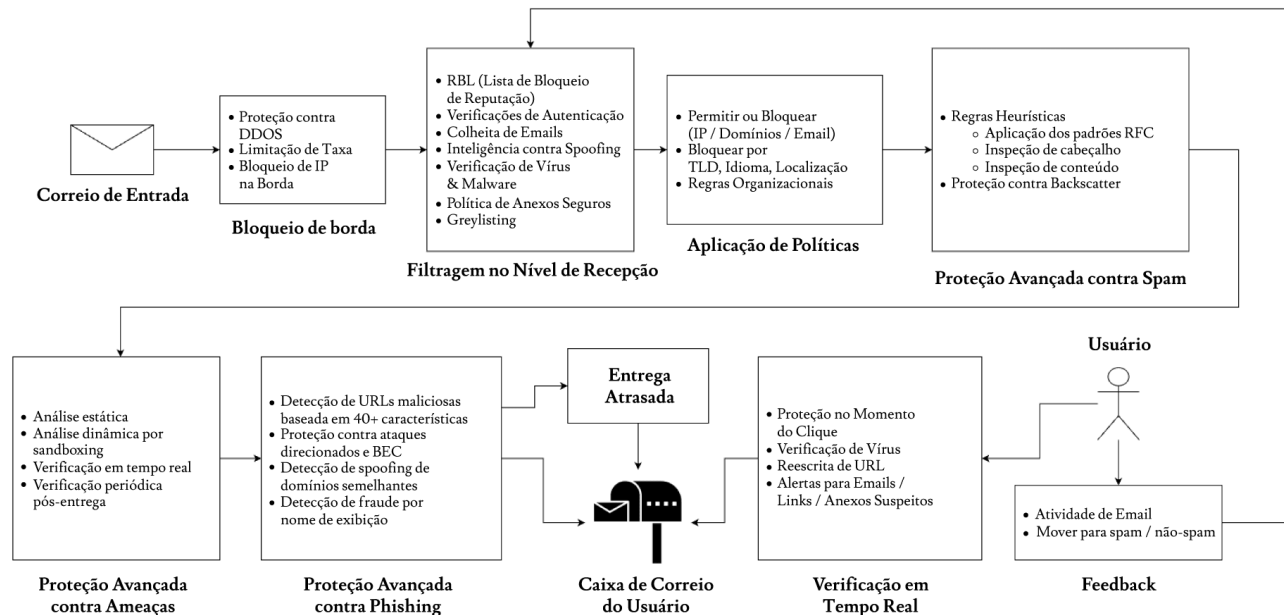 Correio de Entrada
• Proteção contra
DDOS
• Limitação de Taxa
• Bloqueio de IP
na Borda
Bloqueio de borda
• RBL (Lista de Bloqueio
de Reputação)
• Verificações de Autenticação
• Colheita de Emails
• Inteligência contra Spoofing
• Verificação de Vírus
& Malware
• Política de Anexos Seguros
• Greylisting
Filtragem no Nível de Recepção
• Permitir ou Bloquear
(IP / Domínios / Email)
• Bloquear por
TLD, Idioma, Localização
• Regras Organizacionais
Aplicação de Políticas
• Regras Heurísticas
○ Aplicação dos padrões RFC
○ Inspeção de cabeçalho
○ Inspeção de conteúdo
• Proteção contra Backscatter
Proteção Avançada contra Spam
• Análise estática
• Análise dinâmica por
sandboxing
• Verificação em tempo real
• Verificação periódica
pós-entrega
Proteção Avançada
contra Ameaças
• Detecção de URLs maliciosas
baseada em 40+ características
• Proteção contra ataques
direcionados e BEC
• Detecção de spoofing de
domínios semelhantes
• Detecção de fraude por
nome de exibição
Proteção Avançada
contra Phishing
Entrega
Atrasada
Caixa de Correio
do Usuário
• Proteção no Momento
do Clique
• Verificação de Vírus
• Reescrita de URL
• Alertas para Emails /
Links / Anexos Suspeitos
Verificação em
Tempo Real
Usuário
• Atividade de Email
• Mover para spam / não-spam
Feedback